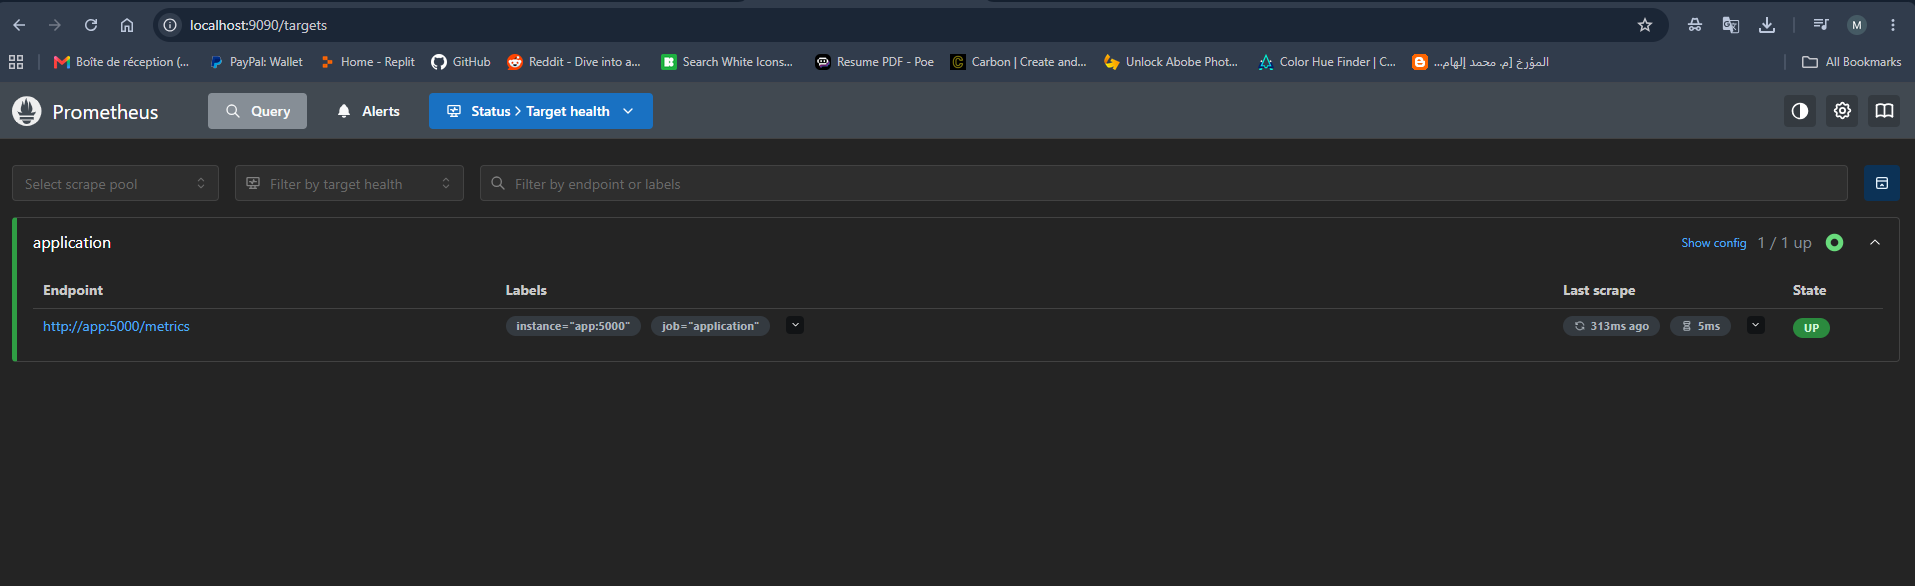 localhost:9090/targets
M
Boîte de réception (...
PayPal: Wallet
Home - Replit
GitHub
Reddit - Dive into a...
Search White Icons...
Resume PDF - Poe
Carbon | Create and...
Unlock Abobe Phot...
Color Hue Finder | C...
المؤرخ [م. محمد إلهام...
All Bookmarks
Prometheus
Query
Alerts
Status > Target health
Select scrape pool
Filter by target health
Filter by endpoint or labels
application
Show config
1 / 1 up
Endpoint
Labels
Last scrape
State
http://app:5000/metrics
instance="app:5000"
job="application"
313ms ago
5ms
UP